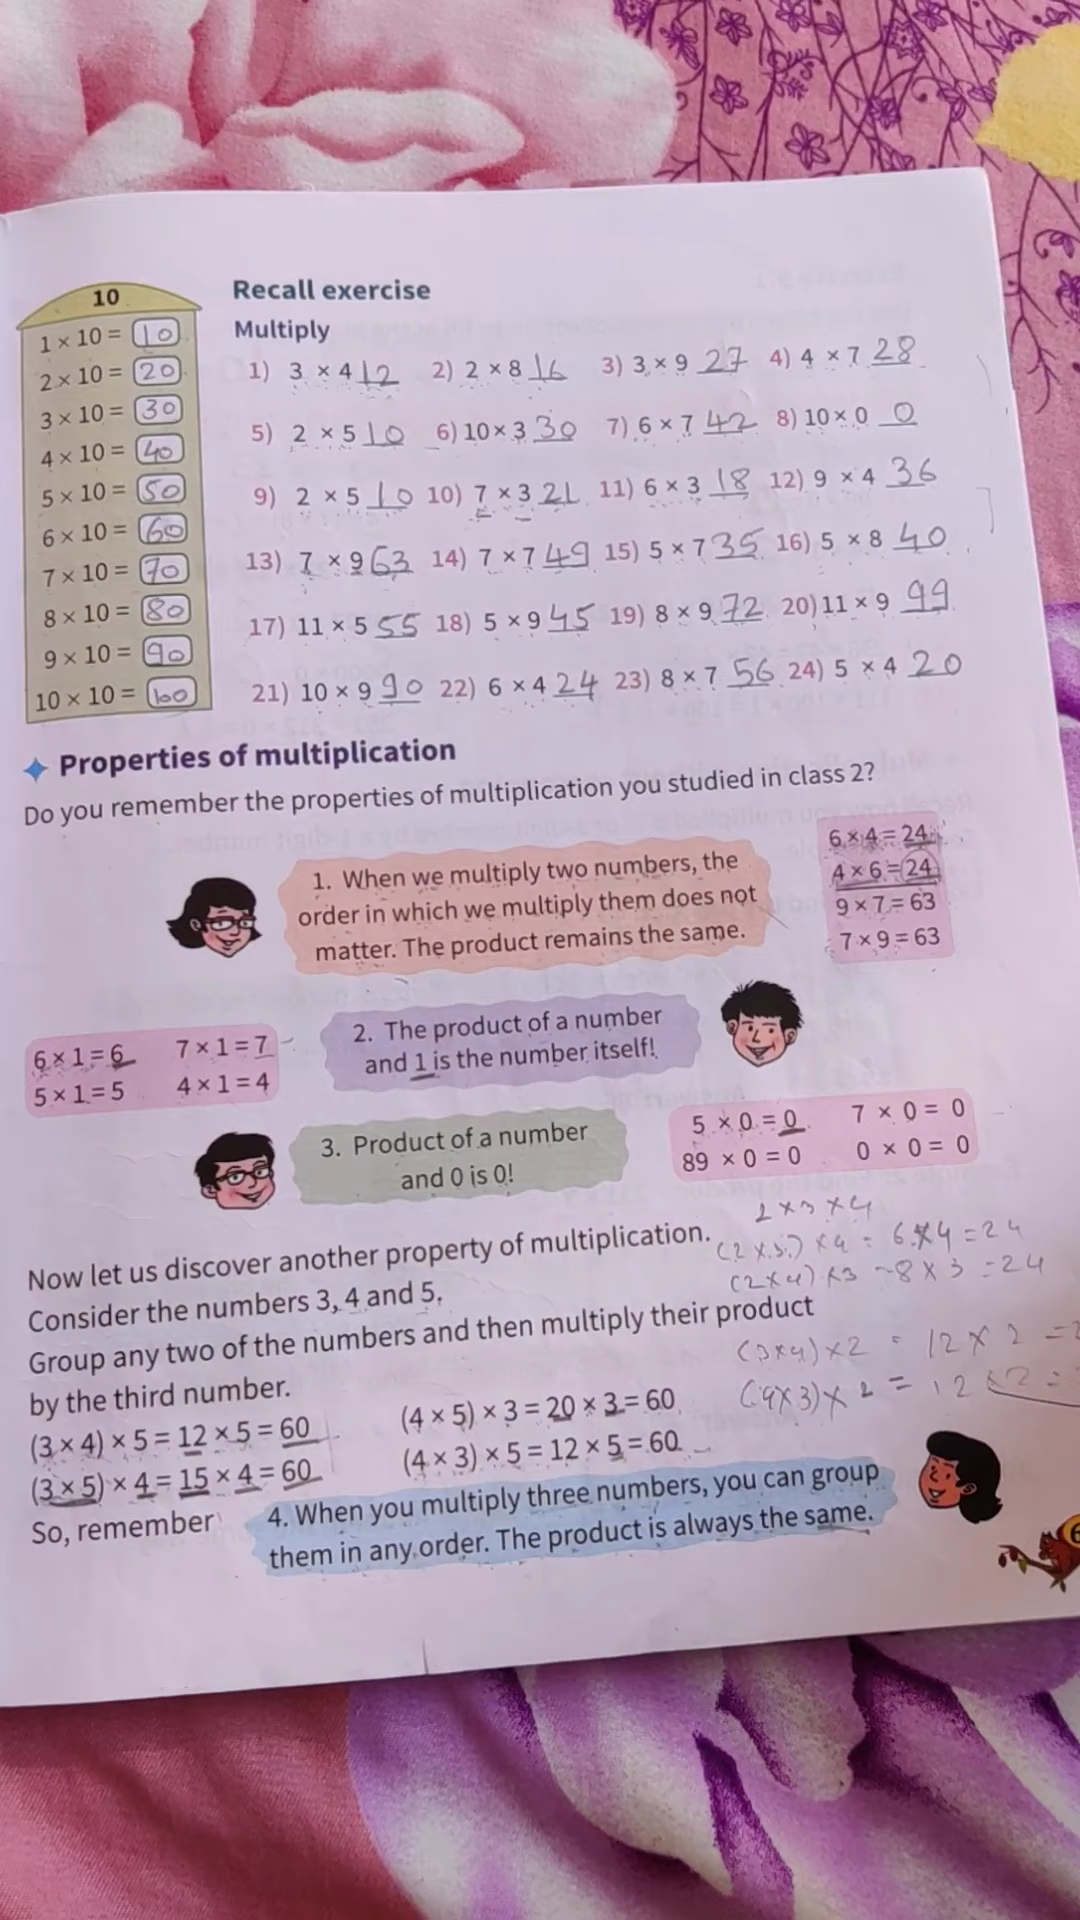 10
1 × 10 = 10
2 × 10 = 20
3 × 10 = 30
4 × 10 = 40
5 × 10 = 50
6 × 10 = 60
7 × 10 = 70
8 × 10 = 80
9 × 10 = 90
10 × 10 = 100
Recall exercise
Multiply
1) 3 × 4 12 2) 2 × 8 16 3) 3 × 9 27 4) 4 × 7 28
5) 2 × 5 10 6) 10 × 3 30 7) 6 × 7 42 8) 10 × 0 0
9) 2 × 5 10 10) 7 × 3 21 11) 6 × 3 18 12) 9 × 4 36
13) 7 × 9 63 14) 7 × 7 49 15) 5 × 7 35 16) 5 × 8 40
17) 11 × 5 55 18) 5 × 9 45 19) 8 × 9 72 20) 11 × 9 99
21) 10 × 9 90 22) 6 × 4 24 23) 8 × 7 56 24) 5 × 4 20
Properties of multiplication
Do you remember the properties of multiplication you studied in class 2?
1. When we multiply two numbers, the
order in which we multiply them does not
matter. The product remains the same.
6 × 4 = 24
4 × 6 = 24
9 × 7 = 63
7 × 9 = 63
6 × 1 = 6 7 × 1 = 7
5 × 1 = 5 4 × 1 = 4
2. The product of a number
and 1 is the number itself!
3. Product of a number
and 0 is 0!
5 × 0 = 0 7 × 0 = 0
89 × 0 = 0 0 × 0 = 0
2 × 3 × 4
(2 × 3) × 4 = 6 × 4 = 24
(2 × 4) × 3 = 8 × 3 = 24
(3 × 4) × 2 = 12 × 2 =
(4 × 3) × 2 = 12 × 2 =
Now let us discover another property of multiplication.
Consider the numbers 3, 4 and 5.
Group any two of the numbers and then multiply their product
by the third number.
(3 × 4) × 5 = 12 × 5 = 60 (4 × 5) × 3 = 20 × 3 = 60
(3 × 5) × 4 = 15 × 4 = 60 (4 × 3) × 5 = 12 × 5 = 60
So, remember
4. When you multiply three numbers, you can group
them in any order. The product is always the same.